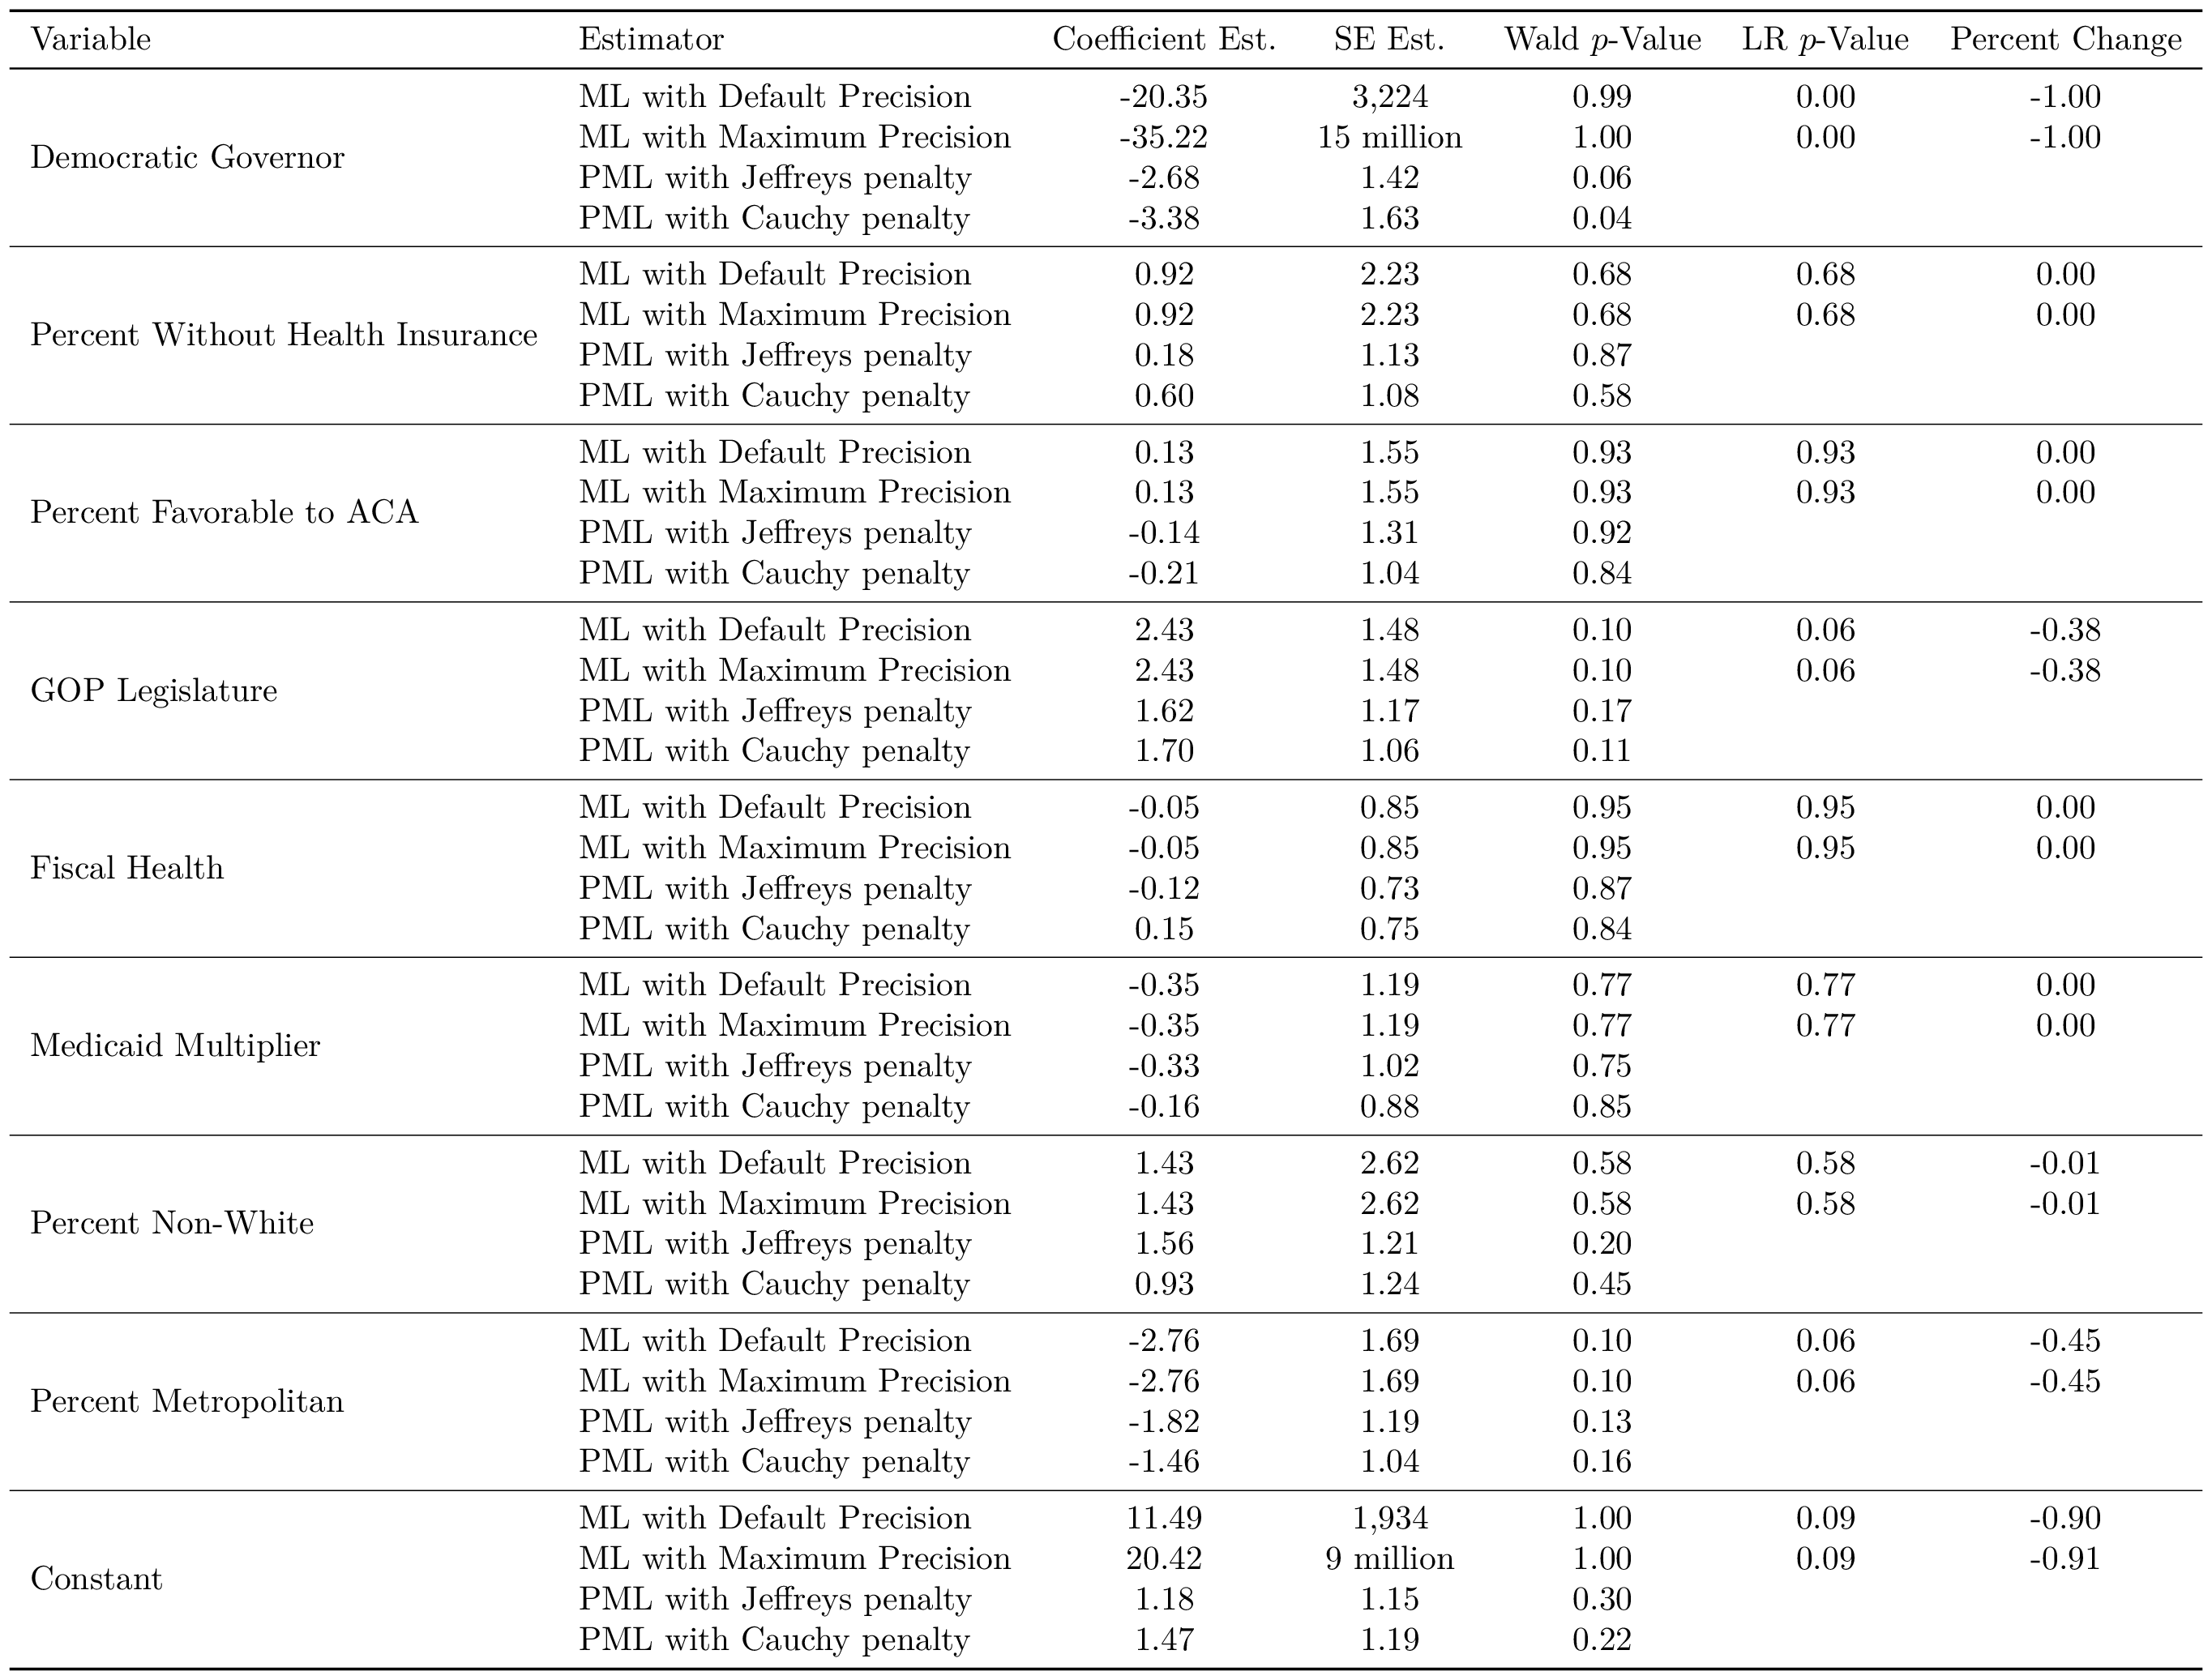 Variable Estimator Coefficient Est. SE Est. Wald p-Value LR p-Value Percent Change
Democratic Governor
ML with Default Precision -20.35 3,224 0.99 0.00 -1.00
ML with Maximum Precision -35.22 15 million 1.00 0.00 -1.00
PML with Jeffreys penalty -2.68 1.42 0.06
PML with Cauchy penalty -3.38 1.63 0.04
Percent Without Health Insurance
ML with Default Precision 0.92 2.23 0.68 0.68 0.00
ML with Maximum Precision 0.92 2.23 0.68 0.68 0.00
PML with Jeffreys penalty 0.18 1.13 0.87
PML with Cauchy penalty 0.60 1.08 0.58
Percent Favorable to ACA
ML with Default Precision 0.13 1.55 0.93 0.93 0.00
ML with Maximum Precision 0.13 1.55 0.93 0.93 0.00
PML with Jeffreys penalty -0.14 1.31 0.92
PML with Cauchy penalty -0.21 1.04 0.84
GOP Legislature
ML with Default Precision 2.43 1.48 0.10 0.06 -0.38
ML with Maximum Precision 2.43 1.48 0.10 0.06 -0.38
PML with Jeffreys penalty 1.62 1.17 0.17
PML with Cauchy penalty 1.70 1.06 0.11
Fiscal Health
ML with Default Precision -0.05 0.85 0.95 0.95 0.00
ML with Maximum Precision -0.05 0.85 0.95 0.95 0.00
PML with Jeffreys penalty -0.12 0.73 0.87
PML with Cauchy penalty 0.15 0.75 0.84
Medicaid Multiplier
ML with Default Precision -0.35 1.19 0.77 0.77 0.00
ML with Maximum Precision -0.35 1.19 0.77 0.77 0.00
PML with Jeffreys penalty -0.33 1.02 0.75
PML with Cauchy penalty -0.16 0.88 0.85
Percent Non-White
ML with Default Precision 1.43 2.62 0.58 0.58 -0.01
ML with Maximum Precision 1.43 2.62 0.58 0.58 -0.01
PML with Jeffreys penalty 1.56 1.21 0.20
PML with Cauchy penalty 0.93 1.24 0.45
Percent Metropolitan
ML with Default Precision -2.76 1.69 0.10 0.06 -0.45
ML with Maximum Precision -2.76 1.69 0.10 0.06 -0.45
PML with Jeffreys penalty -1.82 1.19 0.13
PML with Cauchy penalty -1.46 1.04 0.16
Constant
ML with Default Precision 11.49 1,934 1.00 0.09 -0.90
ML with Maximum Precision 20.42 9 million 1.00 0.09 -0.91
PML with Jeffreys penalty 1.18 1.15 0.30
PML with Cauchy penalty 1.47 1.19 0.22